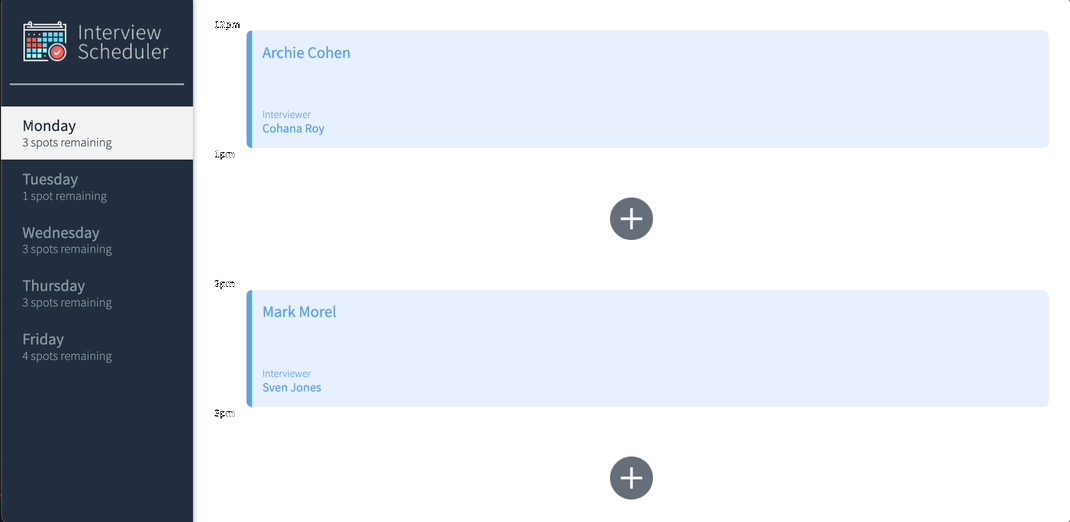 Interview
Scheduler
Monday
3 spots remaining
Tuesday
1 spot remaining
Wednesday
3 spots remaining
Thursday
3 spots remaining
Friday
4 spots remaining
12pm
Archie Cohen
Interviewer
Cohana Roy
1pm
2pm
Mark Morel
Interviewer
Sven Jones
3pm